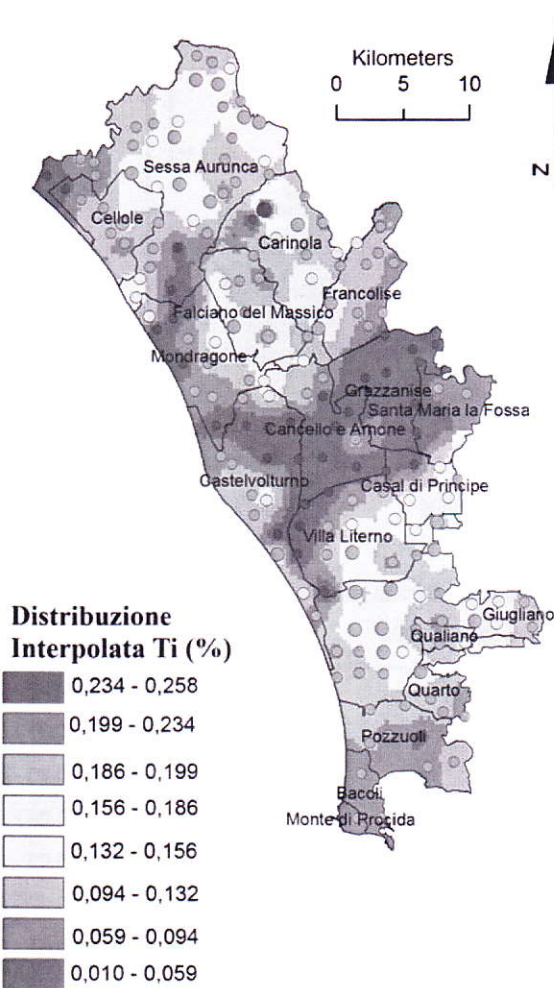 Kilometers
0 5 10
N
Sessa Aurunca
Cellole
Carinola
Francolise
Falciano del Massico
Mondragone
Grazzanise
Santa Maria la Fossa
Cancello e Arnone
Castelvolturno
Casal di Principe
Villa Literno
Giugliano
Qualiano
Quarto
Pozzuoli
Bacoli
Monte di Procida
Distribuzione
Interpolata Ti (%)
0,234 - 0,258
0,199 - 0,234
0,186 - 0,199
0,156 - 0,186
0,132 - 0,156
0,094 - 0,132
0,059 - 0,094
0,010 - 0,059